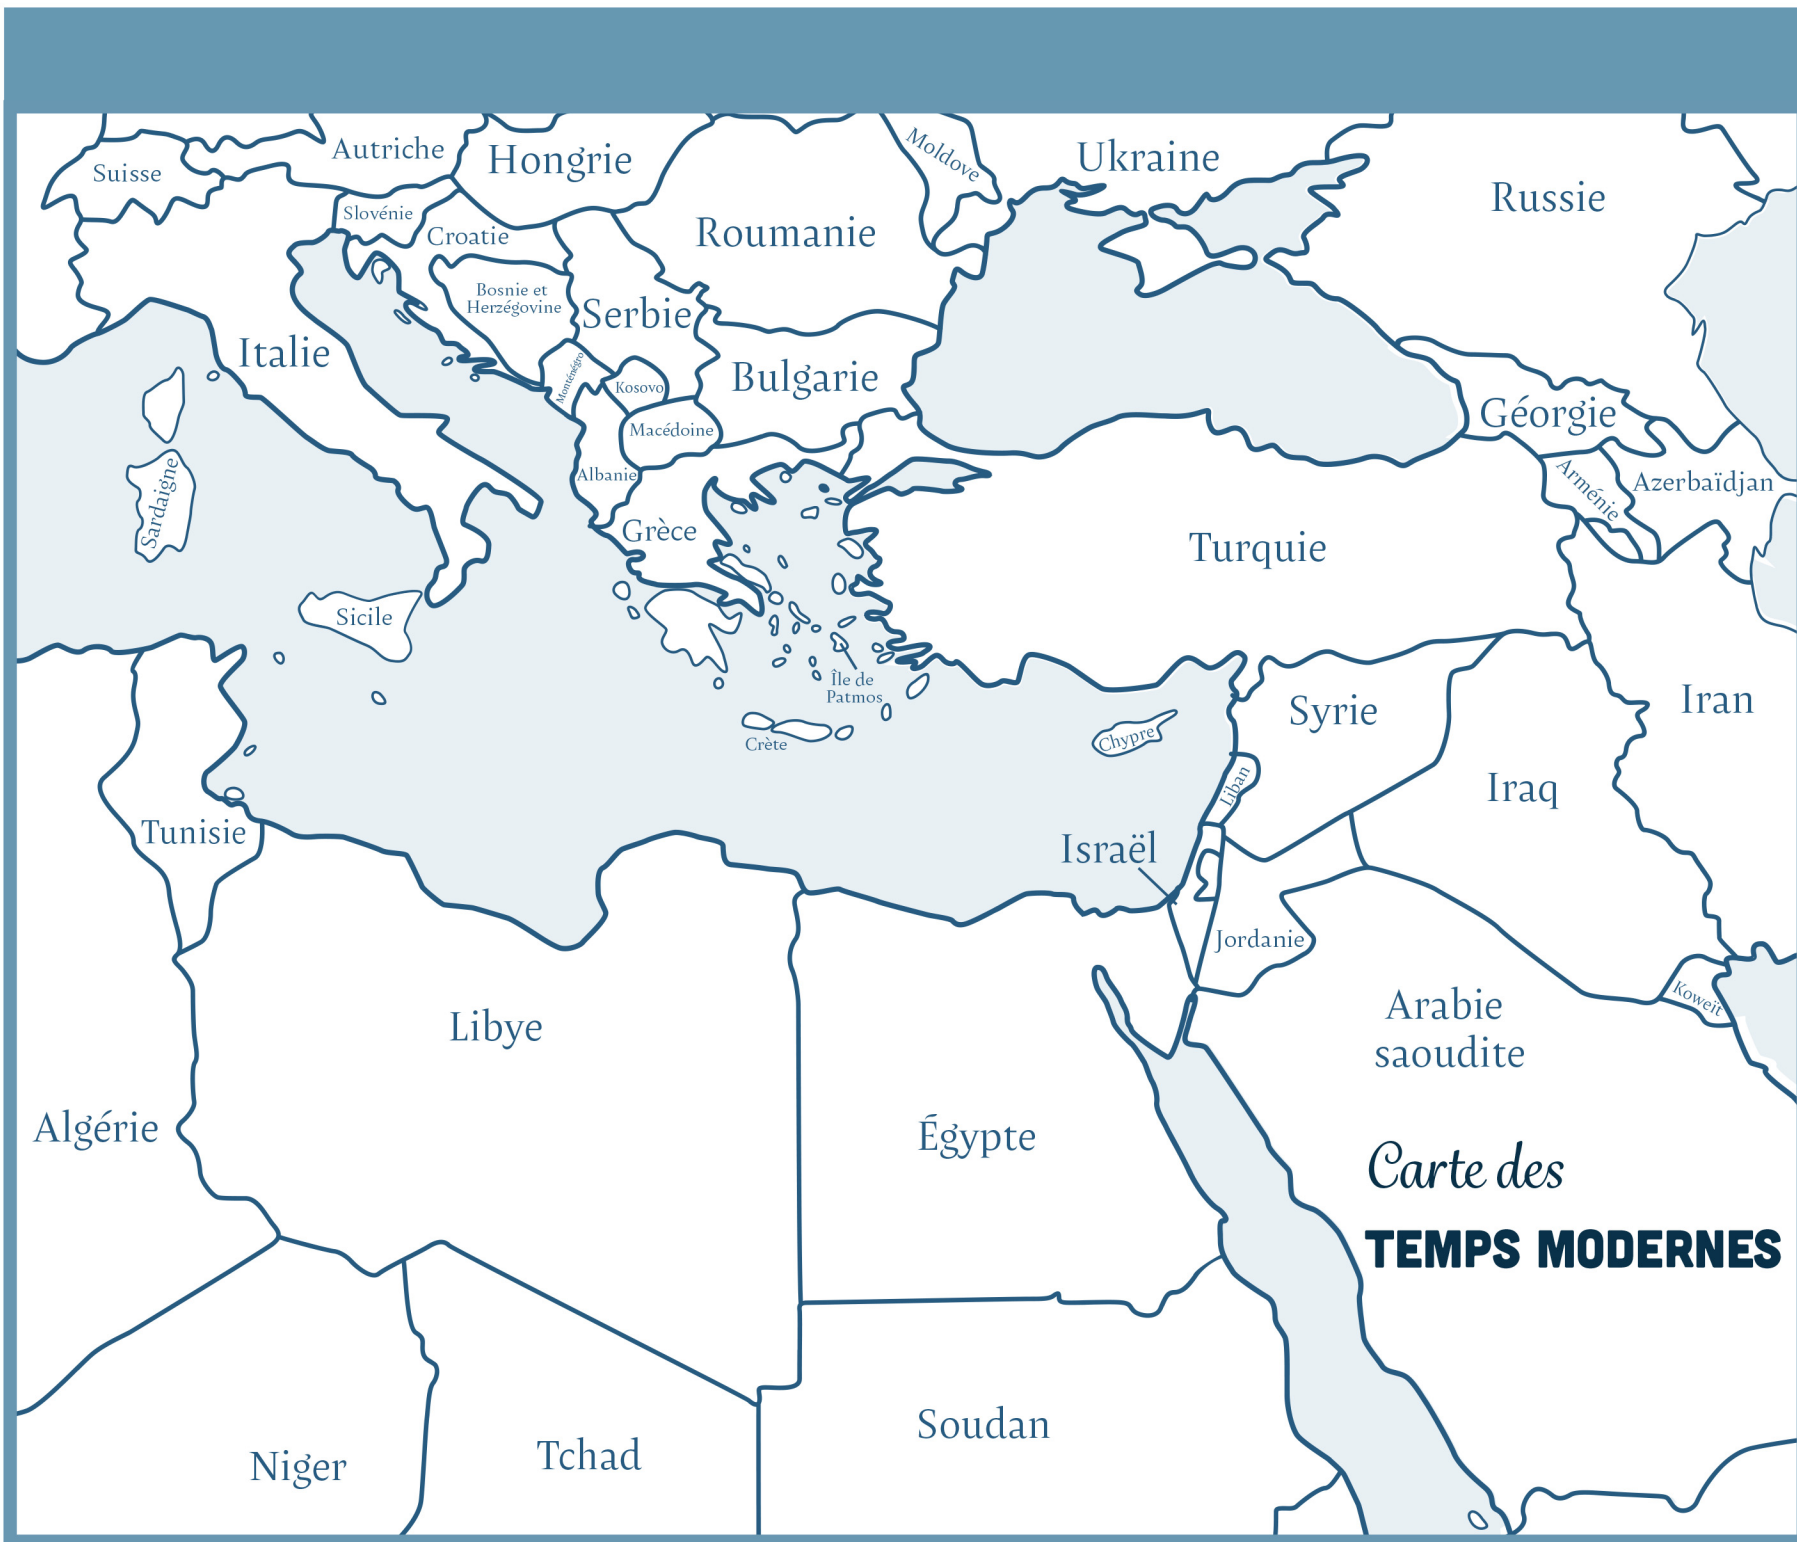 Autriche
Hongrie
Moldove
Ukraine
Suisse
Russie
Slovénie
Croatie
Roumanie
Bosnie et
Herzégovine
Serbie
Italie
Monténégro
Kosovo
Bulgarie
Géorgie
Macédoine
Albanie
Arménie
Azerbaïdjan
Sardaigne
Grèce
Turquie
Sicile
Île de
Patmos
Syrie
Iran
Crète
Chypre
Liban
Iraq
Tunisie
Israël
Jordanie
Koweït
Libye
Arabie
saoudite
Algérie
Égypte
Carte des
TEMPS MODERNES
Soudan
Niger
Tchad